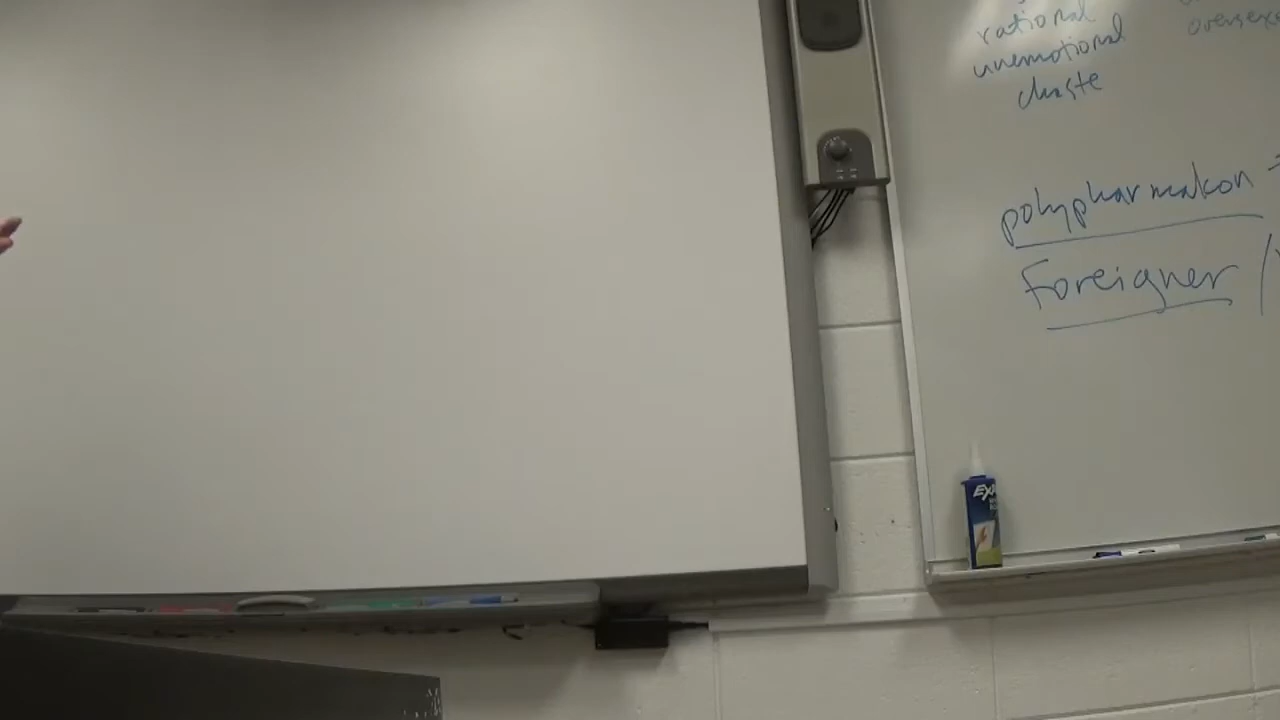 rational
unemotional
chaste
polypharmakon =
Foreigner /